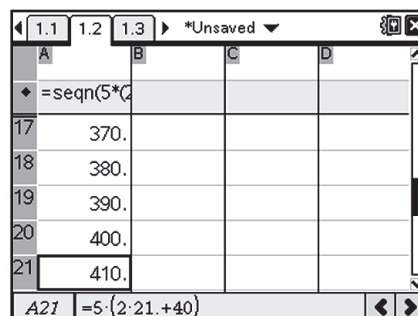 1.1 1.2 1.3 *Unsaved
A B C D
=seqn(5*(2
17 370.
18 380.
19 390.
20 400.
21 410.
A21 =5·(2·21.+40)